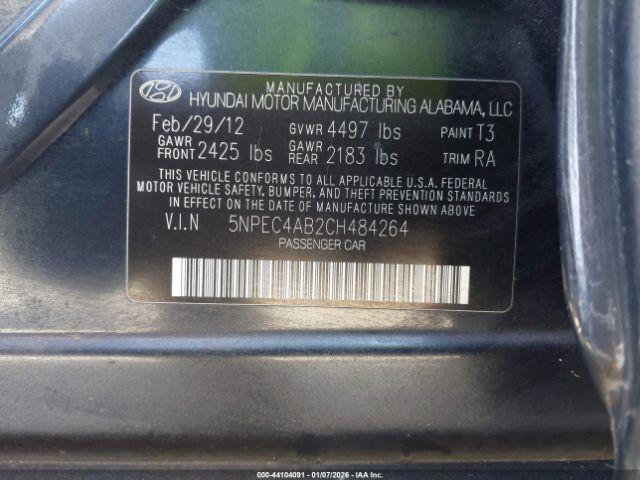 MANUFACTURED BY
HYUNDAI MOTOR MANUFACTURING ALABAMA, LLC
Feb/29/12 GVWR 4497 lbs PAINT T3
GAWR FRONT 2425 lbs GAWR REAR 2183 lbs TRIM RA
THIS VEHICLE CONFORMS TO ALL APPLICABLE U.S.A. FEDERAL
MOTOR VEHICLE SAFETY, BUMPER, AND THEFT PREVENTION STANDARDS
IN EFFECT ON THE DATE OF MANUFACTURE SHOWN ABOVE
V.I.N 5NPEC4AB2CH484264
PASSENGER CAR
000-44104091 - 01/07/2026 - IAA Inc.